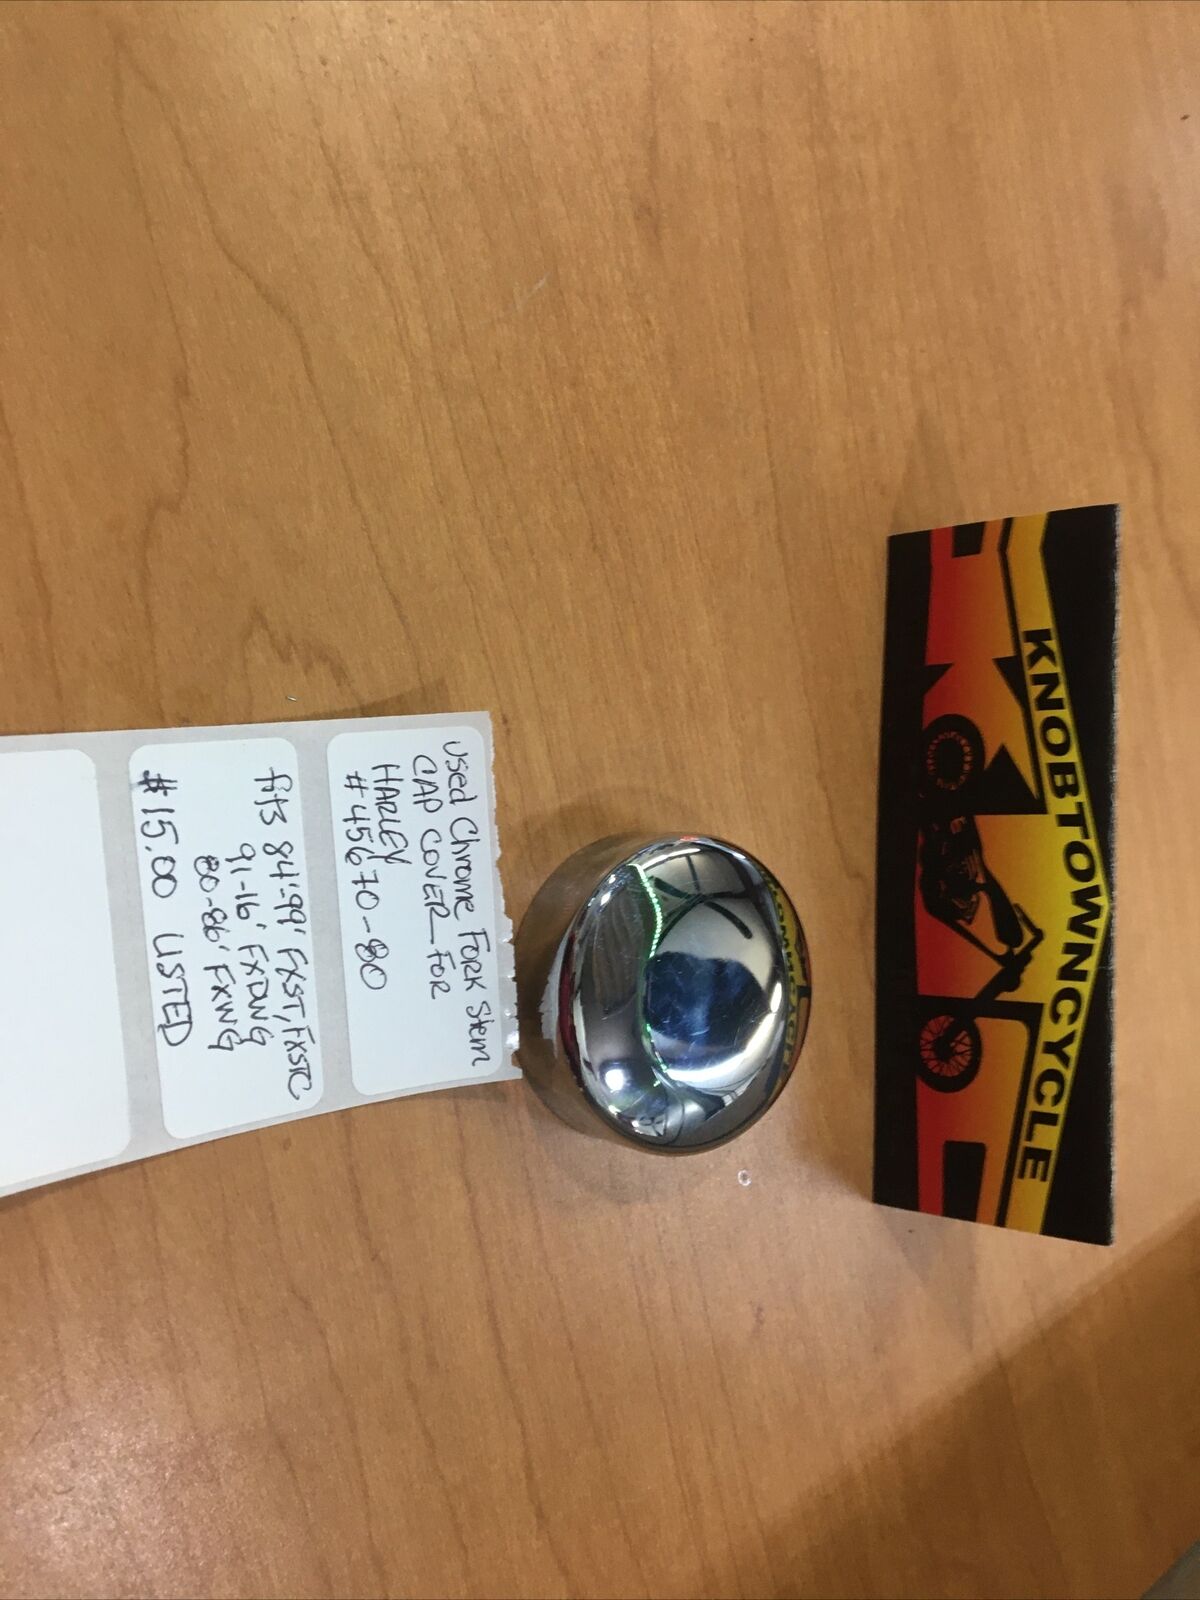 KNOBTOWNCYCLE
Used Chrome Fork Stem
CAP COVER- FOR
HARLEY
#45670-80
fits 84'-99' FXST, FXSTC
91-16' FXDWG
80-86' FXWG
$15.00 LISTED